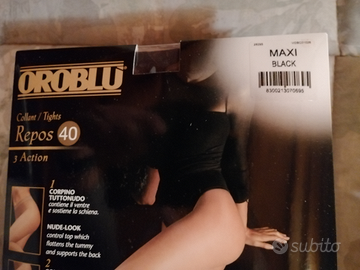 OROBLU
Collant / Tights
Repos 40
3 Action
MAXI
BLACK
1
CORPINO
TUTTONUDO
contiene il ventre
e sostiene la schiena.
NUDE-LOOK
control top which
flattens the tummy
and supports the back
2
subito